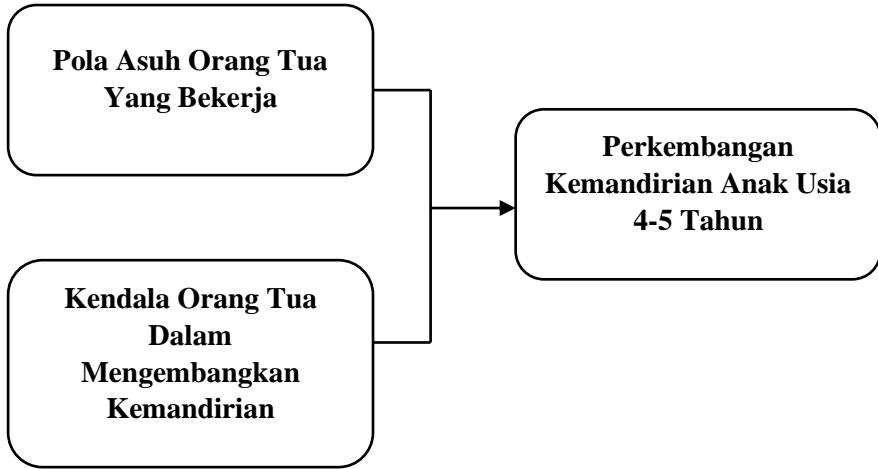 Pola Asuh Orang Tua
Yang Bekerja
Kendala Orang Tua
Dalam
Mengembangkan
Kemandirian
Perkembangan
Kemandirian Anak Usia
4-5 Tahun